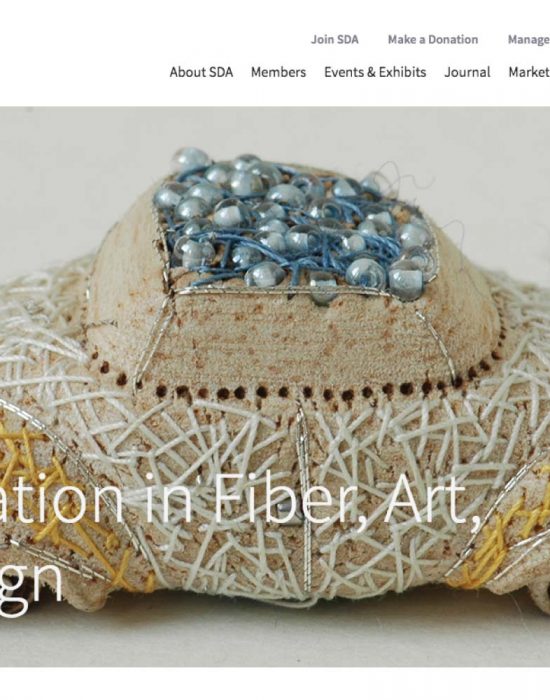 Join SDA Make a Donation Manage
About SDA Members Events & Exhibits Journal Market
ation in Fiber, Art,
gn